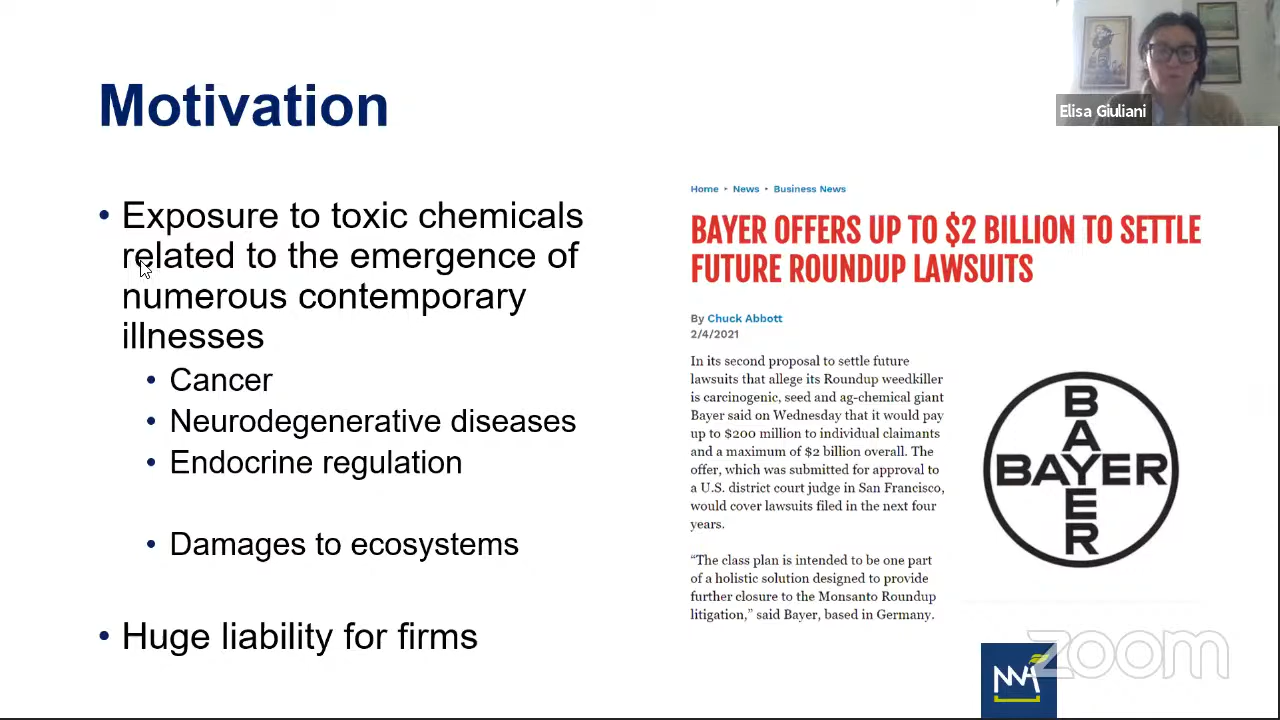 Motivation
Elisa Giuliani
• Exposure to toxic chemicals
related to the emergence of
numerous contemporary
illnesses
• Cancer
• Neurodegenerative diseases
• Endocrine regulation
• Damages to ecosystems
• Huge liability for firms
Home • News • Business News
BAYER OFFERS UP TO $2 BILLION TO SETTLE
FUTURE ROUNDUP LAWSUITS
By Chuck Abbott
2/4/2021
In its second proposal to settle future
lawsuits that allege its Roundup weedkiller
is carcinogenic, seed and ag-chemical giant
Bayer said on Wednesday that it would pay
up to $200 million to individual claimants
and a maximum of $2 billion overall. The
offer, which was submitted for approval to
a U.S. district court judge in San Francisco,
would cover lawsuits filed in the next four
years.
“The class plan is intended to be one part
of a holistic solution designed to provide
further closure to the Monsanto Roundup
litigation,” said Bayer, based in Germany.
BAYER
BAYER
zoom